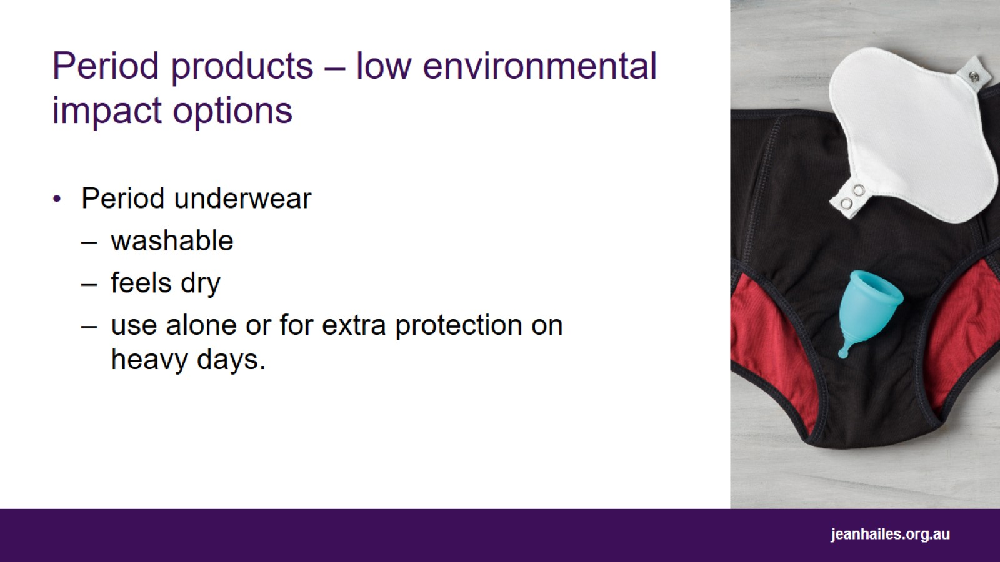 Period products – low environmental
impact options
• Period underwear
– washable
– feels dry
– use alone or for extra protection on
heavy days.
jeanhailes.org.au